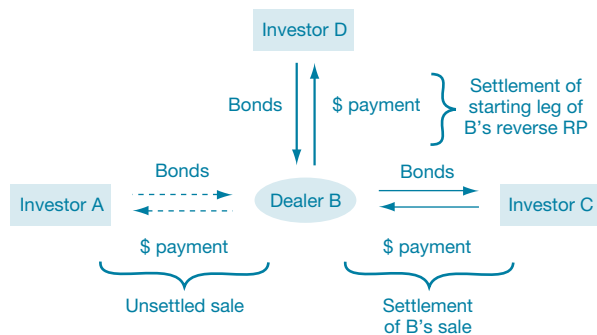 Investor D
Bonds
$ payment
Settlement of
starting leg of
B's reverse RP
Bonds
Bonds
Investor A
Dealer B
Investor C
$ payment
$ payment
Unsettled sale
Settlement
of B's sale